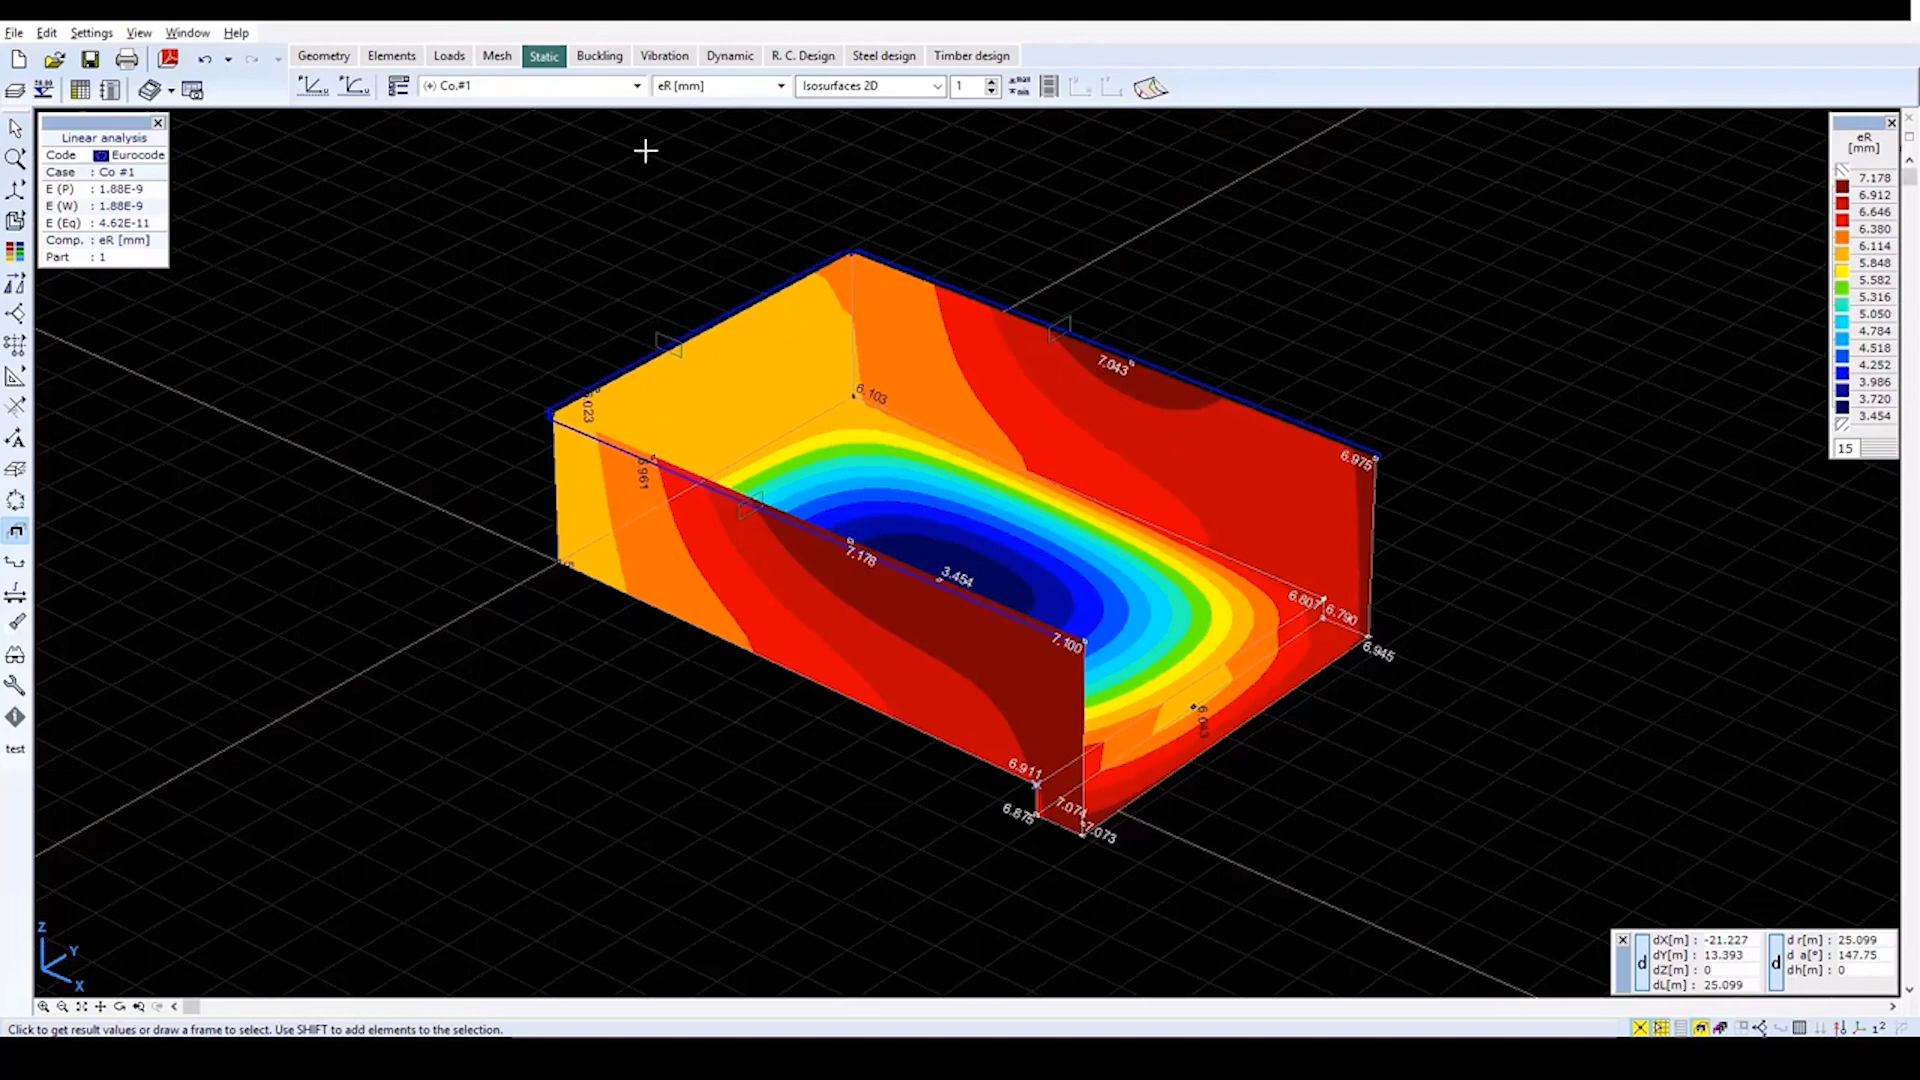 File Edit Settings View Window Help
Geometry Elements Loads Mesh Static Buckling Vibration Dynamic R. C. Design Steel design Timber design
(+) Co.#1 eR [mm] Isosurfaces 2D 1
Linear analysis
Code Eurocode
Case : Co #1
E (P) : 1.88E-9
E (W) : 1.88E-9
E (Eq) : 4.62E-11
Comp. : eR [mm]
Part : 1
eR
[mm]
7.178
6.912
6.646
6.380
6.114
5.848
5.582
5.316
5.050
4.784
4.518
4.252
3.986
3.720
3.454
15
7.043
6.103
6.975
7.178
3.454
7.100
6.807
6.790
6.945
6.043
6.911
6.875
7.074
7.073
test
Z
Y
X
d
dX[m] : -21.227
dY[m] : 13.393
dZ[m] : 0
dL[m] : 25.099
d
d r[m] : 25.099
d a[°] : 147.75
dh[m] : 0
Click to get result values or draw a frame to select. Use SHIFT to add elements to the selection.